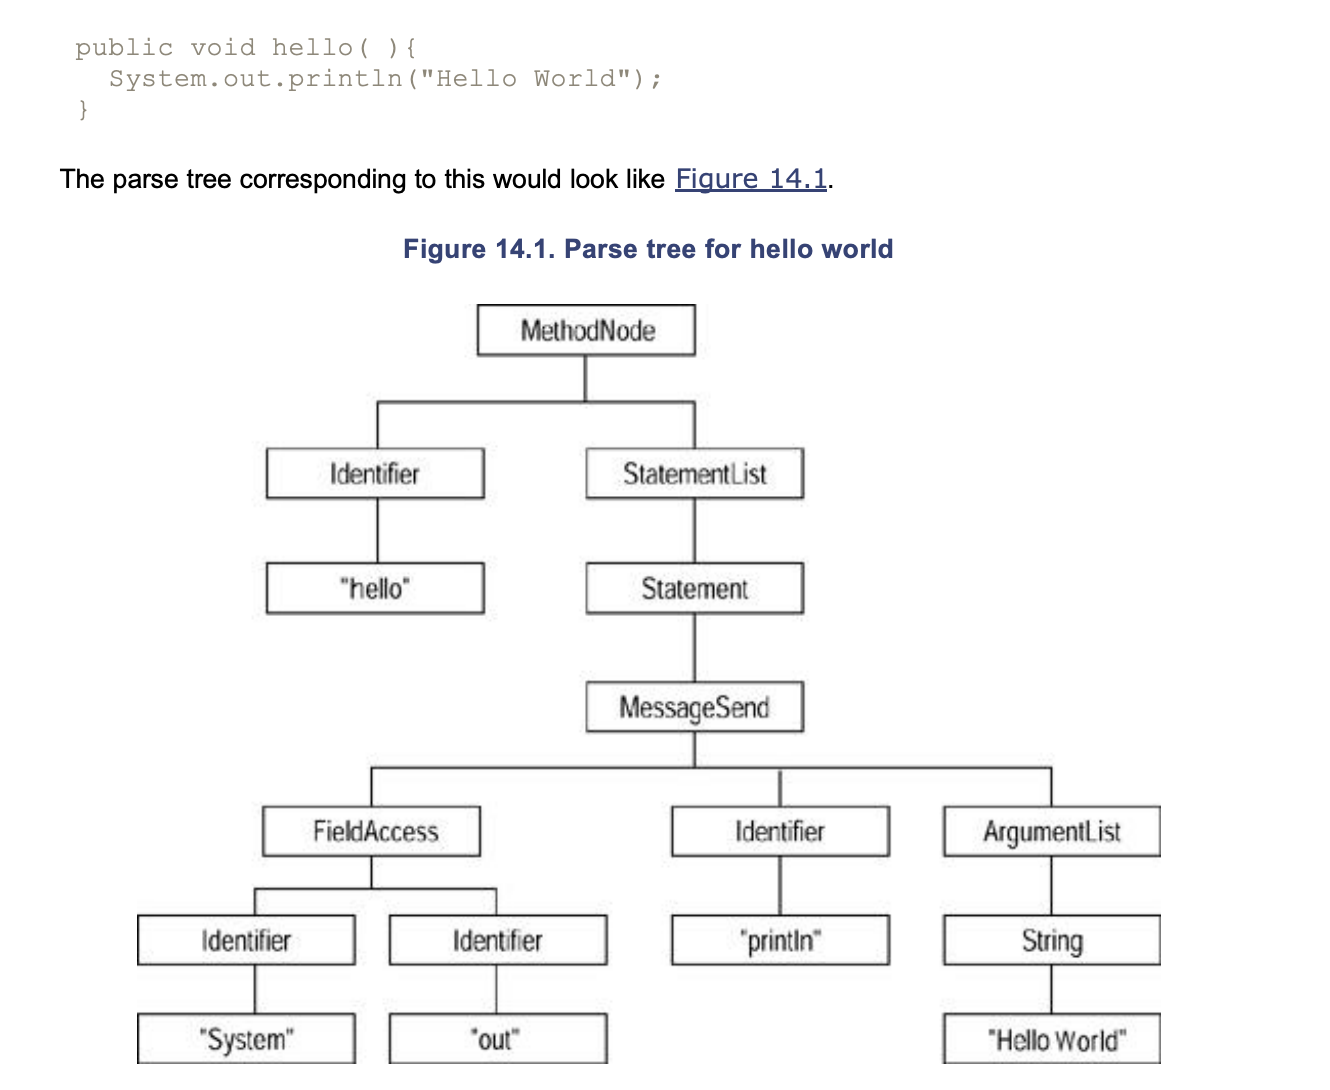 public void hello( ){
System.out.println("Hello World");
}
The parse tree corresponding to this would look like Figure 14.1.
Figure 14.1. Parse tree for hello world
MethodNode
Identifier StatementList
"hello" Statement
MessageSend
FieldAccess Identifier ArgumentList
Identifier Identifier "println" String
"System" "out" "Hello World"